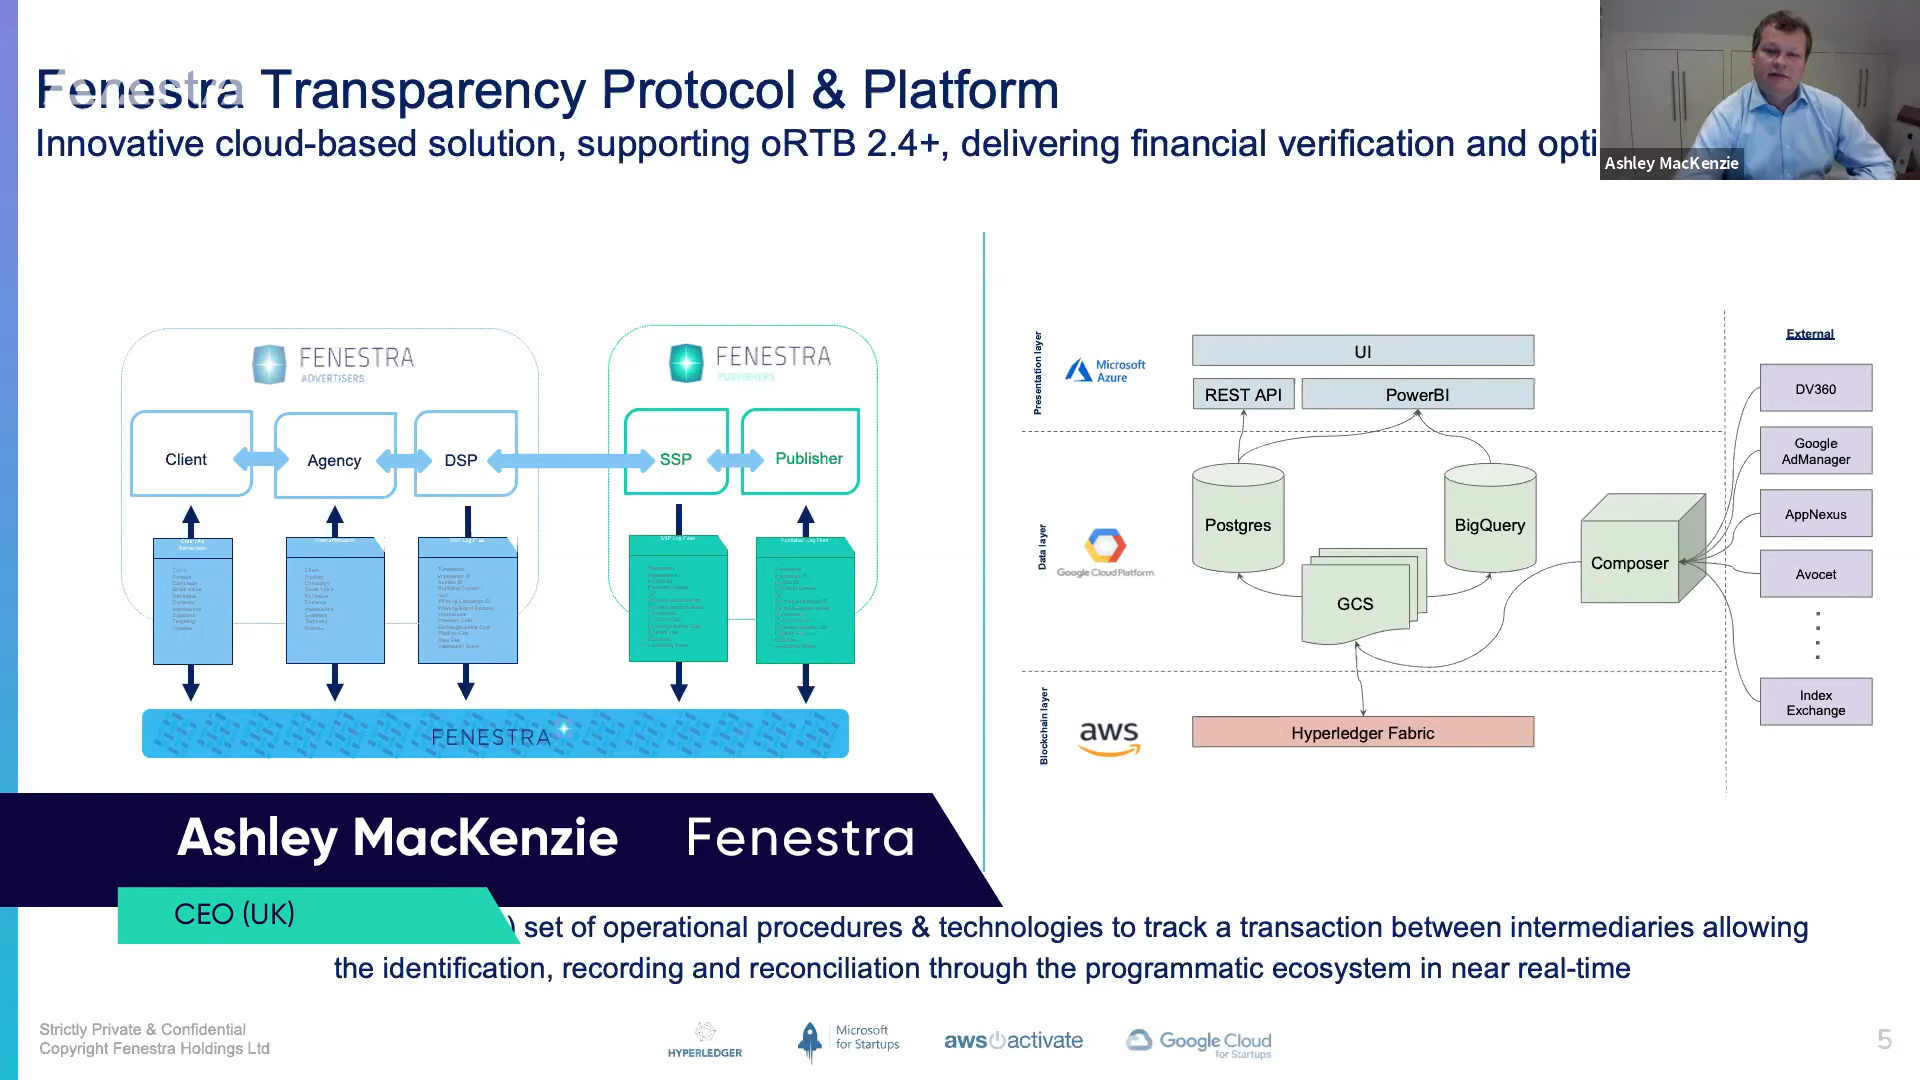 Fenestra Transparency Protocol & Platform
Innovative cloud-based solution, supporting oRTB 2.4+, delivering financial verification and opti
Ashley MacKenzie
FENESTRA
ADVERTISERS
FENESTRA
PUBLISHERS
Client
Agency
DSP
SSP
Publisher
FENESTRA
Presentation layer
Microsoft
Azure
UI
REST API
PowerBI
Data layer
Google Cloud Platform
Postgres
BigQuery
GCS
Composer
Blockchain layer
aws
Hyperledger Fabric
External
DV360
Google
AdManager
AppNexus
Avocet
Index
Exchange
Ashley MacKenzie Fenestra
CEO (UK)
) set of operational procedures & technologies to track a transaction between intermediaries allowing
the identification, recording and reconciliation through the programmatic ecosystem in near real-time
Strictly Private & Confidential
Copyright Fenestra Holdings Ltd
HYPERLEDGER
Microsoft
for Startups
aws activate
Google Cloud
for Startups
5